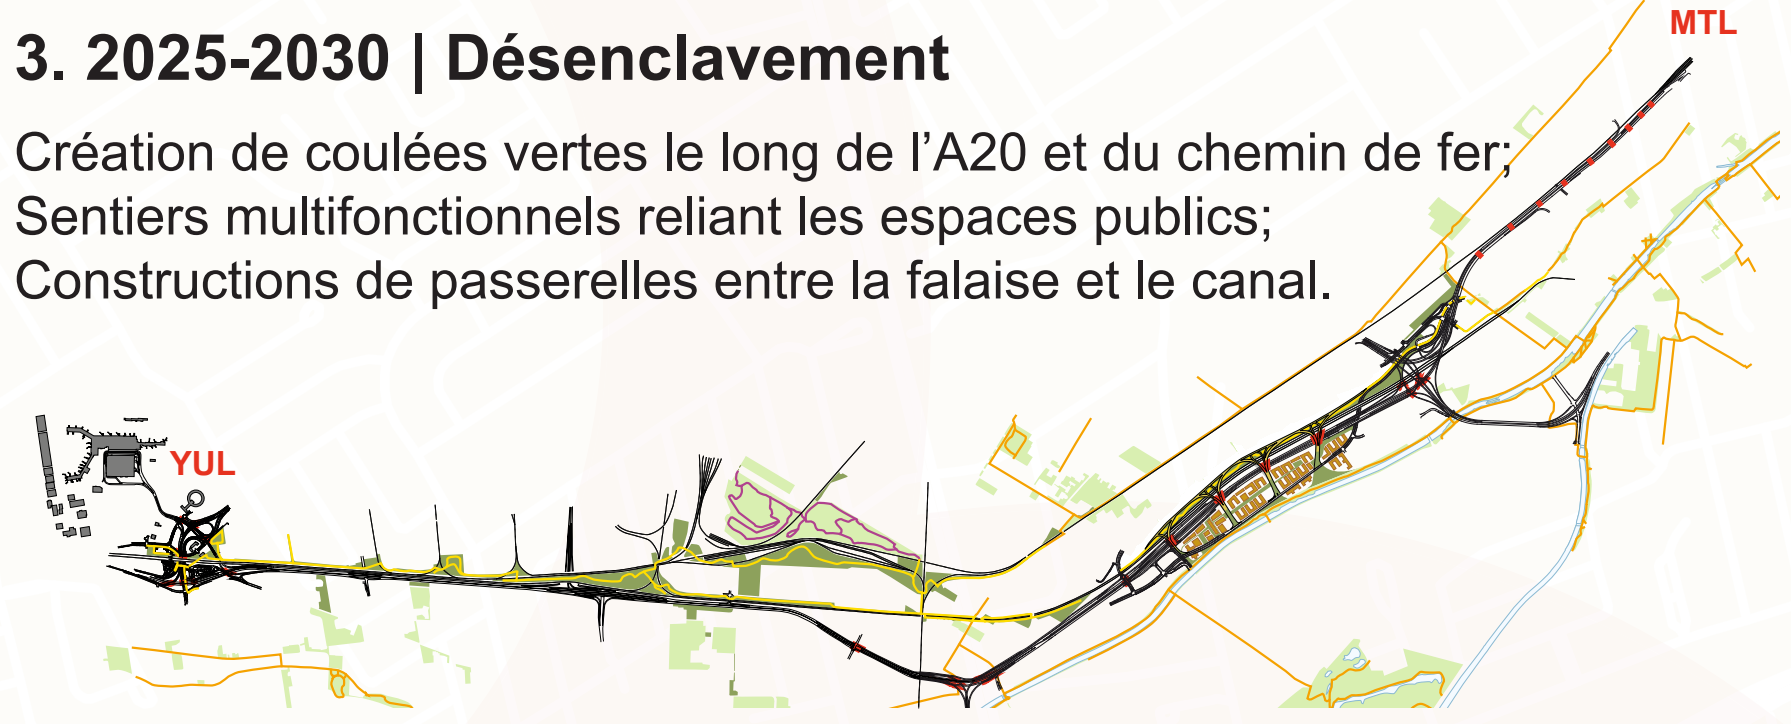 MTL
3. 2025-2030 | Désenclavement
Création de coulées vertes le long de l’A20 et du chemin de fer;
Sentiers multifonctionnels reliant les espaces publics;
Constructions de passerelles entre la falaise et le canal.
YUL